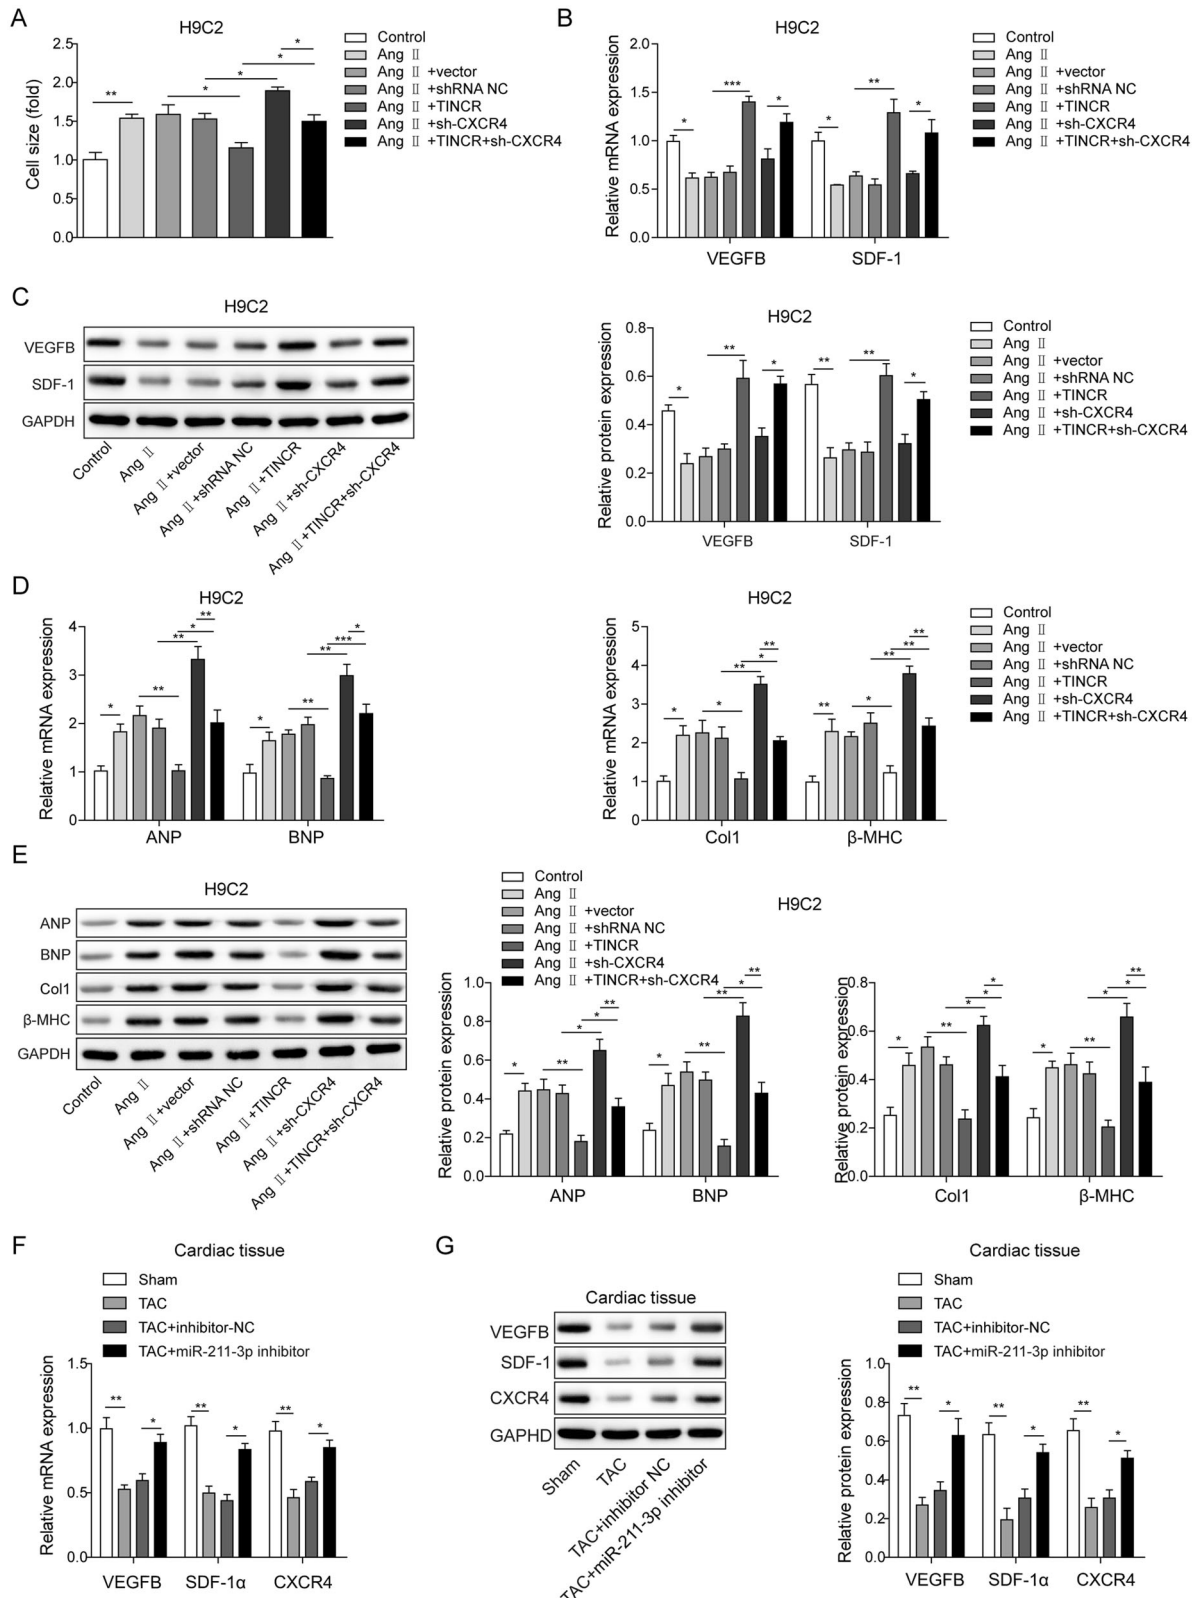 A
H9C2
Cell size (fold)
2.5
2.0
1.5
1.0
0.5
0.0
**
*
*
*
*
Control
Ang Ⅱ
Ang Ⅱ +vector
Ang Ⅱ +shRNA NC
Ang Ⅱ +TINCR
Ang Ⅱ +sh-CXCR4
Ang Ⅱ +TINCR+sh-CXCR4
B
H9C2
Relative mRNA expression
2.0
1.5
1.0
0.5
0.0
*
***
*
*
**
*
VEGFB SDF-1
Control
Ang Ⅱ
Ang Ⅱ +vector
Ang Ⅱ +shRNA NC
Ang Ⅱ +TINCR
Ang Ⅱ +sh-CXCR4
Ang Ⅱ +TINCR+sh-CXCR4
C
H9C2
VEGFB
SDF-1
GAPDH
Control
Ang Ⅱ
Ang Ⅱ +vector
Ang Ⅱ +shRNA NC
Ang Ⅱ +TINCR
Ang Ⅱ +sh-CXCR4
Ang Ⅱ +TINCR+sh-CXCR4
H9C2
Relative protein expression
0.8
0.6
0.4
0.2
0.0
*
**
*
**
**
*
VEGFB SDF-1
Control
Ang Ⅱ
Ang Ⅱ +vector
Ang Ⅱ +shRNA NC
Ang Ⅱ +TINCR
Ang Ⅱ +sh-CXCR4
Ang Ⅱ +TINCR+sh-CXCR4
D
H9C2
Relative mRNA expression
4
3
2
1
0
*
**
**
*
**
*
**
**
***
*
ANP BNP
H9C2
Relative mRNA expression
5
4
3
2
1
0
*
*
**
*
**
**
*
**
**
**
Col1 β-MHC
Control
Ang Ⅱ
Ang Ⅱ +vector
Ang Ⅱ +shRNA NC
Ang Ⅱ +TINCR
Ang Ⅱ +sh-CXCR4
Ang Ⅱ +TINCR+sh-CXCR4
E
H9C2
ANP
BNP
Col1
β-MHC
GAPDH
Control
Ang Ⅱ
Ang Ⅱ +vector
Ang Ⅱ +shRNA NC
Ang Ⅱ +TINCR
Ang Ⅱ +sh-CXCR4
Ang Ⅱ +TINCR+sh-CXCR4
Control
Ang Ⅱ
Ang Ⅱ +vector
Ang Ⅱ +shRNA NC
Ang Ⅱ +TINCR
Ang Ⅱ +sh-CXCR4
Ang Ⅱ +TINCR+sh-CXCR4
H9C2
Relative protein expression
1.0
0.8
0.6
0.4
0.2
0.0
*
**
*
*
**
*
**
**
*
**
ANP BNP
Relative protein expression
0.8
0.6
0.4
0.2
0.0
*
**
*
*
*
*
**
*
*
**
Col1 β-MHC
F
Cardiac tissue
Sham
TAC
TAC+inhibitor-NC
TAC+miR-211-3p inhibitor
Relative mRNA expression
1.5
1.0
0.5
0.0
**
*
**
*
**
*
VEGFB SDF-1α CXCR4
G
Cardiac tissue
VEGFB
SDF-1
CXCR4
GAPHD
Sham
TAC
TAC+inhibitor NC
TAC+miR-211-3p inhibitor
Cardiac tissue
Sham
TAC
TAC+inhibitor-NC
TAC+miR-211-3p inhibitor
Relative protein expression
1.0
0.8
0.6
0.4
0.2
0.0
**
*
**
*
**
*
VEGFB SDF-1α CXCR4